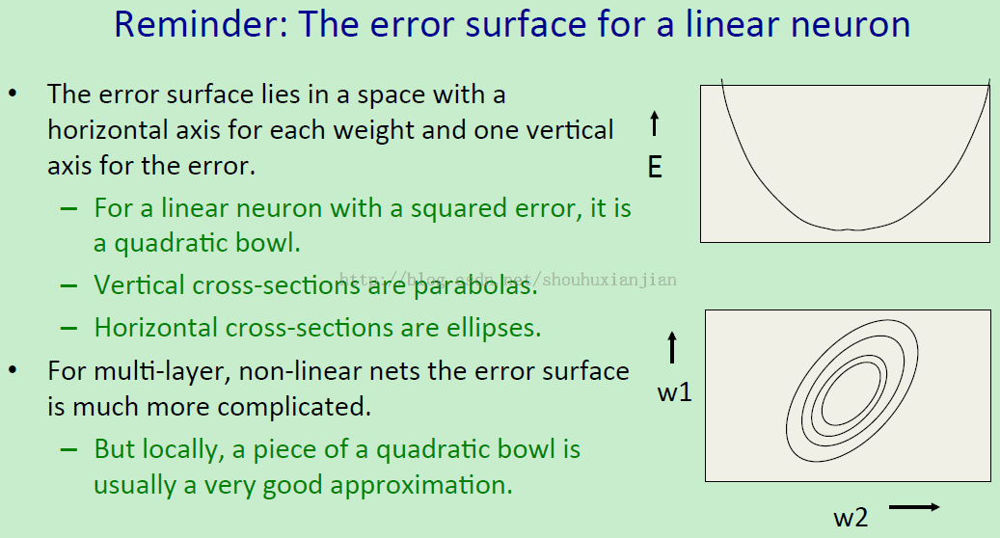 Reminder: The error surface for a linear neuron
• The error surface lies in a space with a
horizontal axis for each weight and one vertical
axis for the error.
– For a linear neuron with a squared error, it is
a quadratic bowl.
– Vertical cross-sections are parabolas.
http://blog.csdn.net/shouhuxianjian
– Horizontal cross-sections are ellipses.
• For multi-layer, non-linear nets the error surface
is much more complicated.
– But locally, a piece of a quadratic bowl is
usually a very good approximation.
E
w1
w2